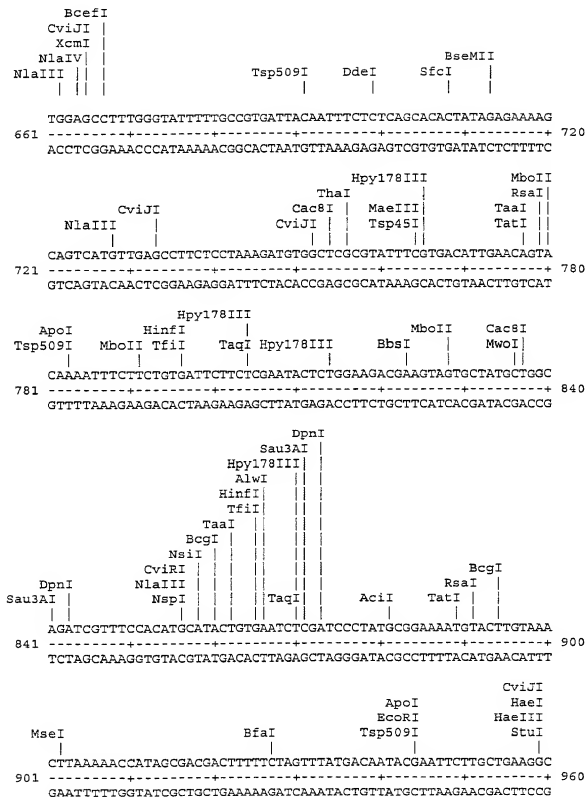 BcefI
CviJI
XcmI
NlaIV
NlaIII Tsp509I DdeI SfcI BseMII
TGGAGCCTTTGGGTATTTTTGCCGTGATTACAATTTCTCTCAGCACACTATAGAGAAAAG
661 ---------+---------+---------+---------+---------+---------+ 720
ACCTCGGAAACCCATAAAAACGGCACTAATGTTAAAGAGAGTCGTGTGATATCTCTTTTC
Hpy178III MboII
ThaI RsaI
CviJI Cac8I MaeIII TaaI
NlaIII CviJI Tsp45I TatI
CAGTCATGTTGAGCCTTCTCCTAAAGATGTGGCTCGCGTATTTCGTGACATTGAACAGTA
721 ---------+---------+---------+---------+---------+---------+ 780
GTCAGTACAACTCGGAAGAGGATTTCTACACCGAGCGCATAAAGCACTGTAACTTGTCAT
Hpy178III
ApoI HinfI MboII Cac8I
Tsp509I MboII TfiI TaqI Hpy178III BbsI MwoI
CAAAATTTCTTCTGTGATTCTTCTCGAATACTCTGGAAGACGAAGTAGTGCTATGCTGGC
781 ---------+---------+---------+---------+---------+---------+ 840
GTTTTAAAGAAGACACTAAGAAGAGCTTATGAGACCTTCTGCTTCATCACGATACGACCG
DpnI
Sau3AI
Hpy178III
AlwI
HinfI
TfiI
TaaI
BcgI
NsiI
CviRI BcgI
DpnI NlaIII RsaI
Sau3AI NspI TaqI AciI TatI
AGATCGTTTCCACATGCATACTGTGAATCTCGATCCCTATGCGGAAAATGTACTTGTAAA
841 ---------+---------+---------+---------+---------+---------+ 900
TCTAGCAAAGGTGTACGTATGACACTTAGAGCTAGGGATACGCCTTTTACATGAACATTT
CviJI
ApoI HaeI
EcoRI HaeIII
MseI BfaI Tsp509I StuI
CTTAAAAACCATAGCGACGACTTTTTCTAGTTTATGACAATACGAATTCTTGCTGAAGGC
901 ---------+---------+---------+---------+---------+---------+ 960
GAATTTTTGGTATCGCTGCTGAAAAAGATCAAATACTGTTATGCTTAAGAACGACTTCCG